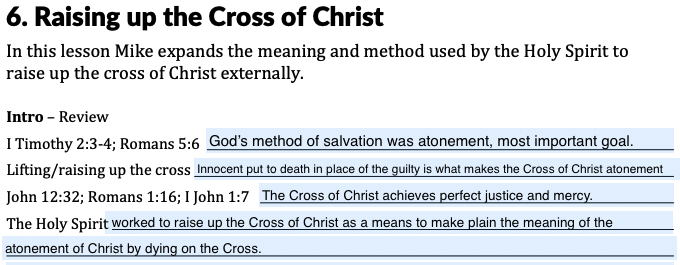 6. Raising up the Cross of Christ
In this lesson Mike expands the meaning and method used by the Holy Spirit to
raise up the cross of Christ externally.
Intro – Review
I Timothy 2:3-4; Romans 5:6 God's method of salvation was atonement, most important goal.
Lifting/raising up the cross Innocent put to death in place of the guilty is what makes the Cross of Christ atonement
John 12:32; Romans 1:16; I John 1:7 The Cross of Christ achieves perfect justice and mercy.
The Holy Spirit worked to raise up the Cross of Christ as a means to make plain the meaning of the
atonement of Christ by dying on the Cross.